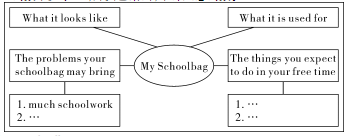 What it looks like
What it is used for
The problems your
schoolbag may bring
My Schoolbag
The things you expect
to do in your free time
1. much schoolwork
2. …
1. …
2. …